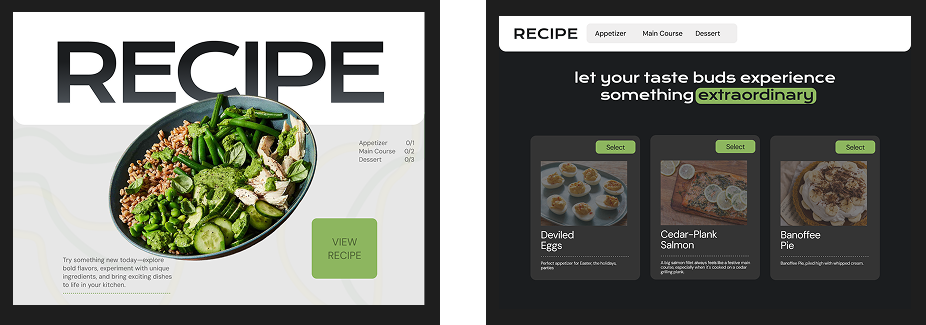 RECIPE
Appetizer 0/1
Main Course 0/2
Dessert 0/3
VIEW
RECIPE
Try something new today—explore
bold flavors, experiment with unique
ingredients, and bring exciting dishes
to life in your kitchen.
RECIPE Appetizer Main Course Dessert
let your taste buds experience
something extraordinary
Select
Deviled
Eggs
Perfect appetizer for Easter, the holidays,
parties
Select
Cedar-Plank
Salmon
A big salmon fillet always feels like a festive main
course, especially when it's cooked on a cedar
grilling plank.
Select
Banoffee
Pie
Banoffee Pie, piled high with whipped cream.